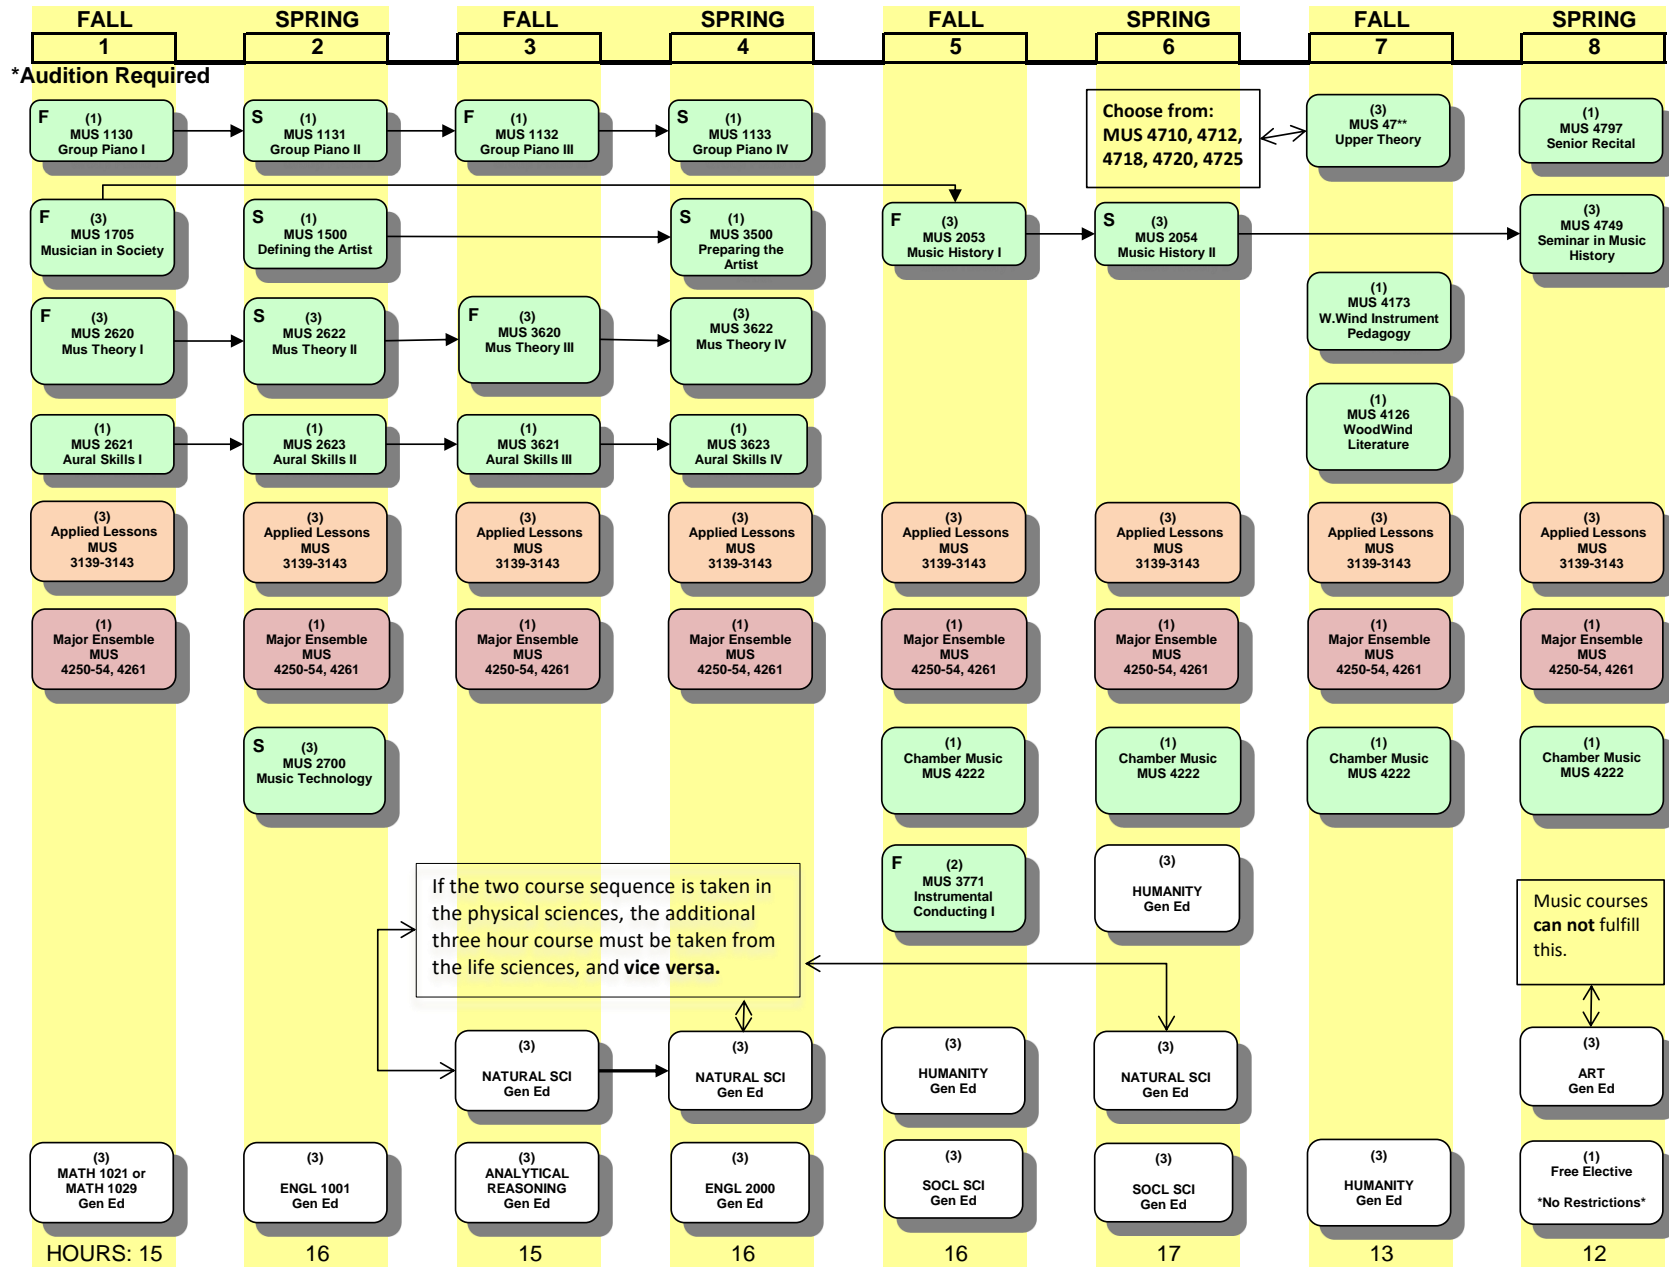 FALL
SPRING
FALL
SPRING
FALL
SPRING
FALL
SPRING
1
2
3
4
5
6
7
8
*Audition Required
F (1)
MUS 1130
Group Piano I
S (1)
MUS 1131
Group Piano II
F (1)
MUS 1132
Group Piano III
S (1)
MUS 1133
Group Piano IV
Choose from:
MUS 4710, 4712,
4718, 4720, 4725
(3)
MUS 47**
Upper Theory
(1)
MUS 4797
Senior Recital
F (3)
MUS 1705
Musician in Society
S (1)
MUS 1500
Defining the Artist
S (1)
MUS 3500
Preparing the
Artist
F (3)
MUS 2053
Music History I
S (3)
MUS 2054
Music History II
(3)
MUS 4749
Seminar in Music
History
(1)
MUS 4173
W.Wind Instrument
Pedagogy
F (3)
MUS 2620
Mus Theory I
S (3)
MUS 2622
Mus Theory II
F (3)
MUS 3620
Mus Theory III
(3)
MUS 3622
Mus Theory IV
(1)
MUS 4126
WoodWind
Literature
(1)
MUS 2621
Aural Skills I
(1)
MUS 2623
Aural Skills II
(1)
MUS 3621
Aural Skills III
(1)
MUS 3623
Aural Skills IV
(3)
Applied Lessons
MUS
3139-3143
(3)
Applied Lessons
MUS
3139-3143
(3)
Applied Lessons
MUS
3139-3143
(3)
Applied Lessons
MUS
3139-3143
(3)
Applied Lessons
MUS
3139-3143
(3)
Applied Lessons
MUS
3139-3143
(3)
Applied Lessons
MUS
3139-3143
(3)
Applied Lessons
MUS
3139-3143
(1)
Major Ensemble
MUS
4250-54, 4261
(1)
Major Ensemble
MUS
4250-54, 4261
(1)
Major Ensemble
MUS
4250-54, 4261
(1)
Major Ensemble
MUS
4250-54, 4261
(1)
Major Ensemble
MUS
4250-54, 4261
(1)
Major Ensemble
MUS
4250-54, 4261
(1)
Major Ensemble
MUS
4250-54, 4261
(1)
Major Ensemble
MUS
4250-54, 4261
S (3)
MUS 2700
Music Technology
(1)
Chamber Music
MUS 4222
(1)
Chamber Music
MUS 4222
(1)
Chamber Music
MUS 4222
(1)
Chamber Music
MUS 4222
If the two course sequence is taken in
the physical sciences, the additional
three hour course must be taken from
the life sciences, and vice versa.
F (2)
MUS 3771
Instrumental
Conducting I
(3)
HUMANITY
Gen Ed
Music courses
can not fulfill
this.
(3)
NATURAL SCI
Gen Ed
(3)
NATURAL SCI
Gen Ed
(3)
HUMANITY
Gen Ed
(3)
NATURAL SCI
Gen Ed
(3)
ART
Gen Ed
(3)
MATH 1021 or
MATH 1029
Gen Ed
(3)
ENGL 1001
Gen Ed
(3)
ANALYTICAL
REASONING
Gen Ed
(3)
ENGL 2000
Gen Ed
(3)
SOCL SCI
Gen Ed
(3)
SOCL SCI
Gen Ed
(3)
HUMANITY
Gen Ed
(1)
Free Elective
*No Restrictions*
HOURS: 15
16
15
16
16
17
13
12